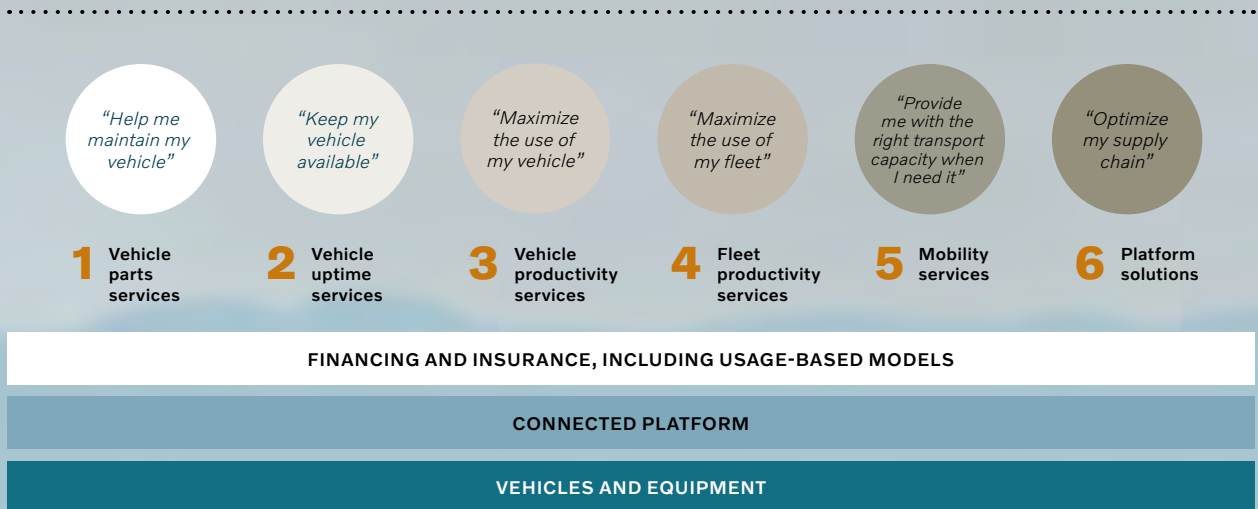 “Help me
maintain my
vehicle”
“Keep my
vehicle
available”
“Maximize
the use of
my vehicle”
“Maximize
the use of
my fleet”
“Provide
me with the
right transport
capacity when
I need it”
“Optimize
my supply
chain”
1 Vehicle
parts
services
2 Vehicle
uptime
services
3 Vehicle
productivity
services
4 Fleet
productivity
services
5 Mobility
services
6 Platform
solutions
FINANCING AND INSURANCE, INCLUDING USAGE-BASED MODELS
CONNECTED PLATFORM
VEHICLES AND EQUIPMENT